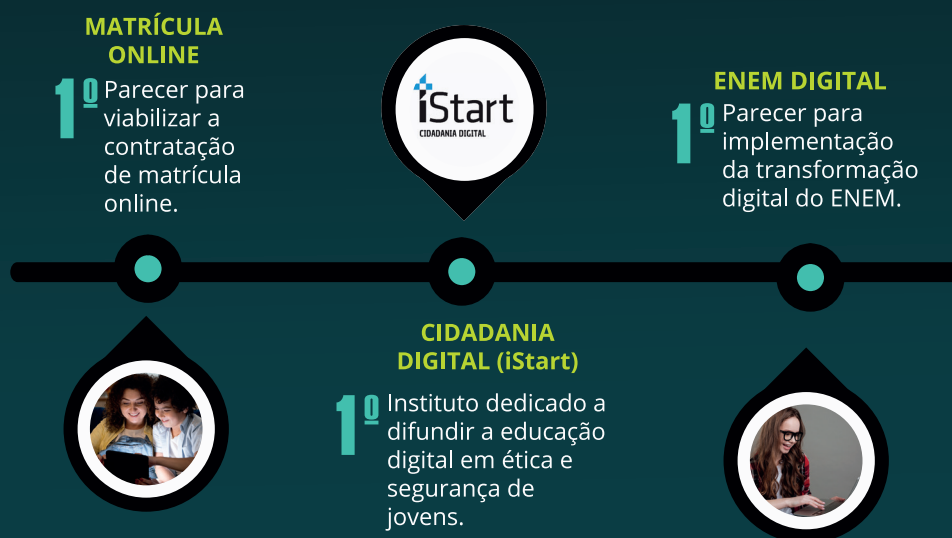 MATRÍCULA
ONLINE
1º Parecer para
viabilizar a
contratação
de matrícula
online.
iStart
CIDADANIA DIGITAL
CIDADANIA
DIGITAL (iStart)
1º Instituto dedicado a
difundir a educação
digital em ética e
segurança de
jovens.
ENEM DIGITAL
1º Parecer para
implementação
da transformação
digital do ENEM.